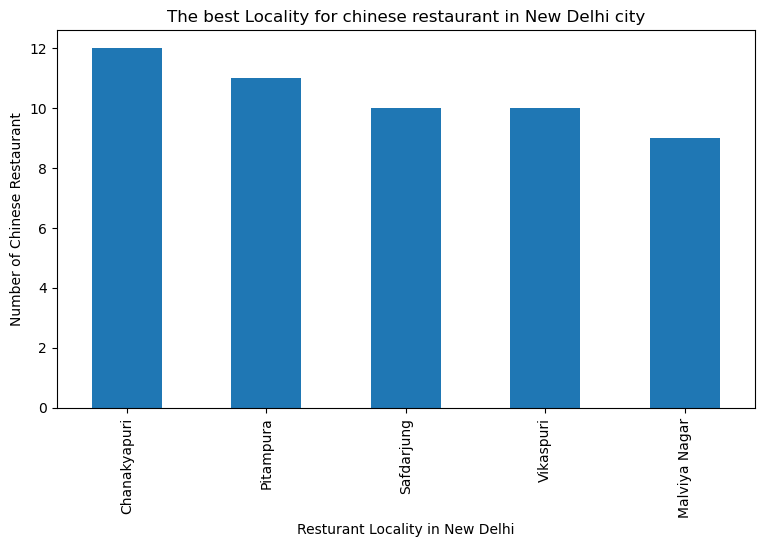 The best Locality for chinese restaurant in New Delhi city
Number of Chinese Restaurant
12
10
8
6
4
2
0
Chanakyapuri
Pitampura
Safdarjung
Vikaspuri
Malviya Nagar
Resturant Locality in New Delhi